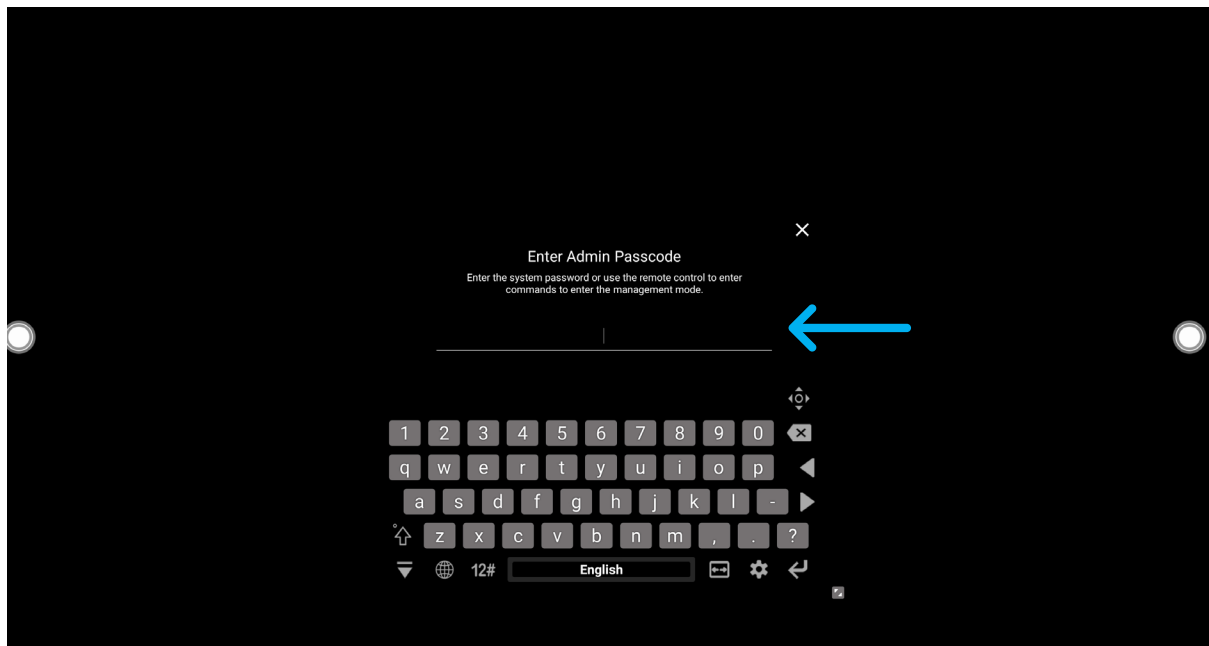 Enter Admin Passcode
Enter the system password or use the remote control to enter
commands to enter the management mode.
1 2 3 4 5 6 7 8 9 0
q w e r t y u i o p
a s d f g h j k l -
z x c v b n m , . ?
12# English